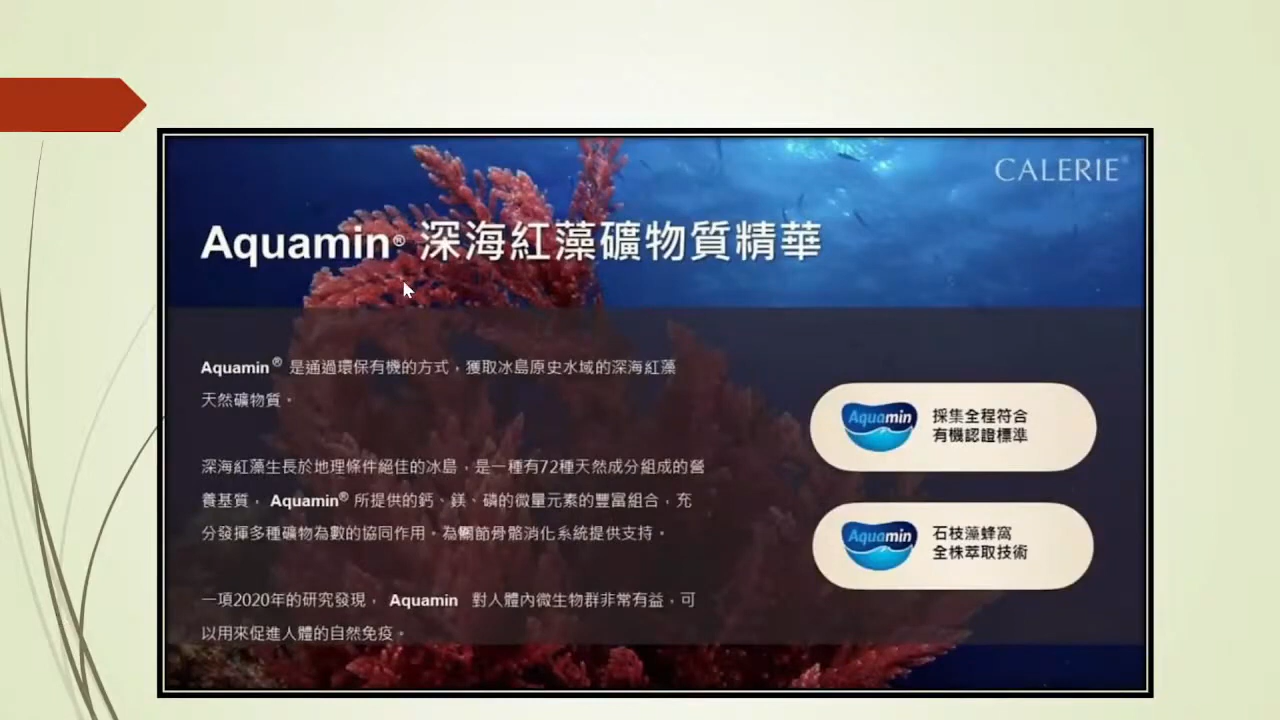 CALERIE
Aquamin® 深海紅藻礦物質精華
Aquamin® 是通過環保有機的方式，獲取冰島原史水域的深海紅藻
天然礦物質。
深海紅藻生長於地理條件絕佳的冰島，是一種有72種天然成分組成的營
養基質， Aquamin® 所提供的鈣、鎂、磷的微量元素的豐富組合，充
分發揮多種礦物為數的協同作用。為關節骨骼消化系統提供支持。
一項2020年的研究發現， Aquamin 對人體內微生物群非常有益，可
以用來促進人體的自然免疫。
Aquamin
採集全程符合
有機認證標準
Aquamin
石枝藻蜂窩
全株萃取技術